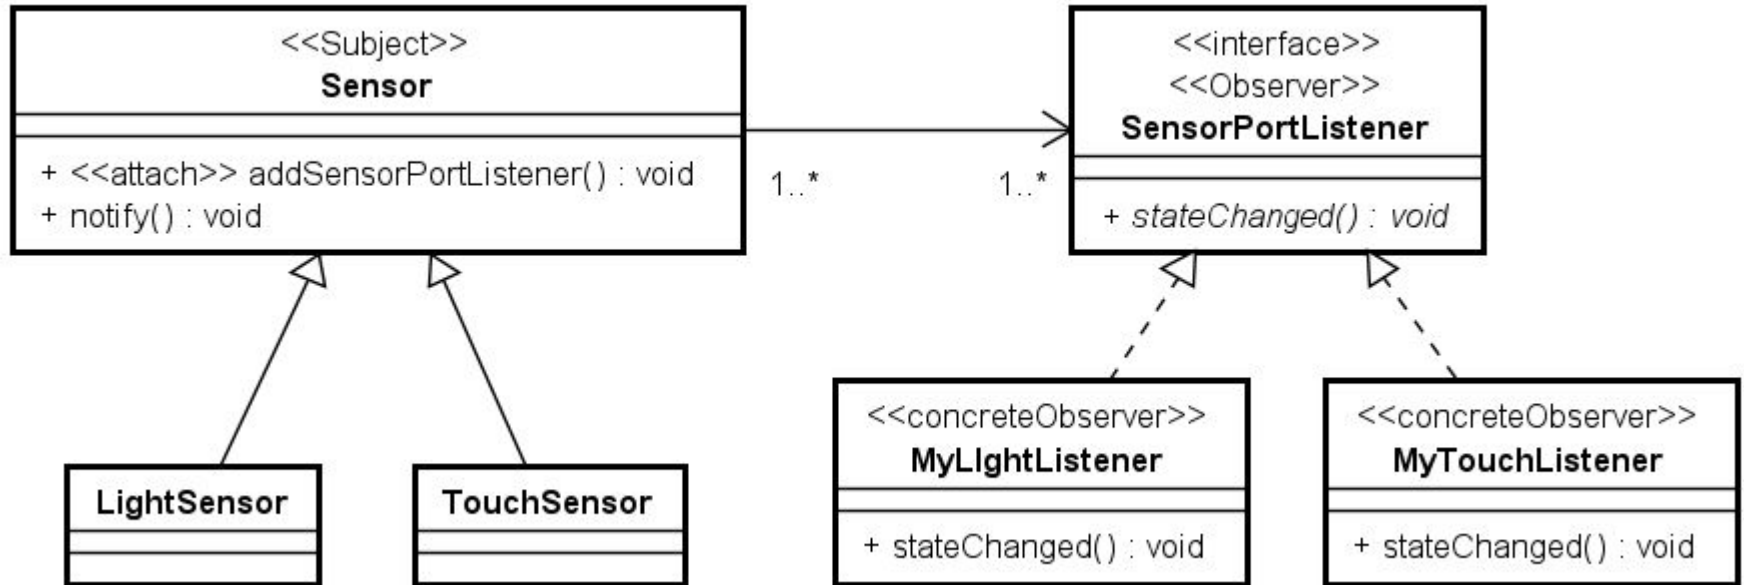 <<Subject>>
Sensor
+ <<attach>> addSensorPortListener() : void
+ notify() : void
1..*
1..*
<<interface>>
<<Observer>>
SensorPortListener
+ stateChanged() : void
LightSensor
TouchSensor
<<concreteObserver>>
MyLIghtListener
+ stateChanged() : void
<<concreteObserver>>
MyTouchListener
+ stateChanged() : void